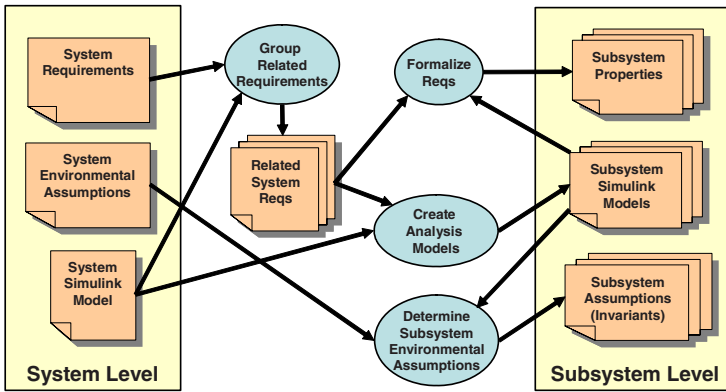 System
Requirements
System
Environmental
Assumptions
System
Simulink
Model
System Level
Group
Related
Requirements
Related
System
Reqs
Formalize
Reqs
Create
Analysis
Models
Determine
Subsystem
Environmental
Assumptions
Subsystem
Properties
Subsystem
Simulink
Models
Subsystem
Assumptions
(Invariants)
Subsystem Level